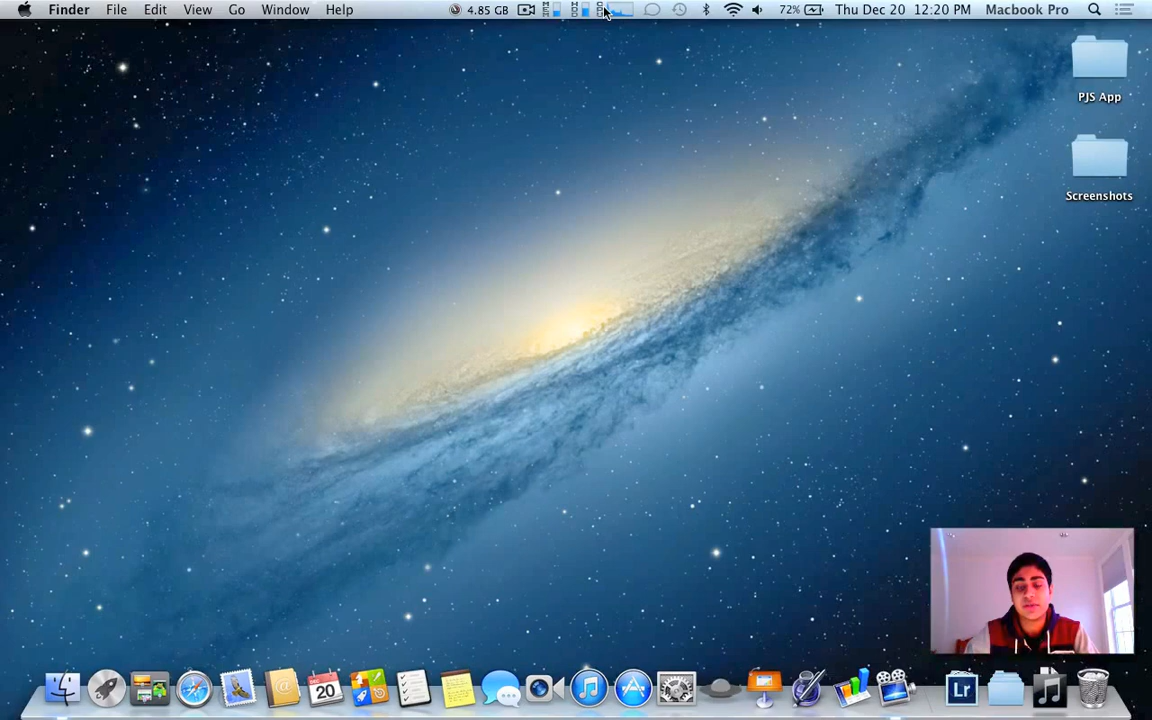 Finder File Edit View Go Window Help 4.85 GB 72% Thu Dec 20 12:20 PM Macbook Pro
PJS App
Screenshots
DEC
20
Lr